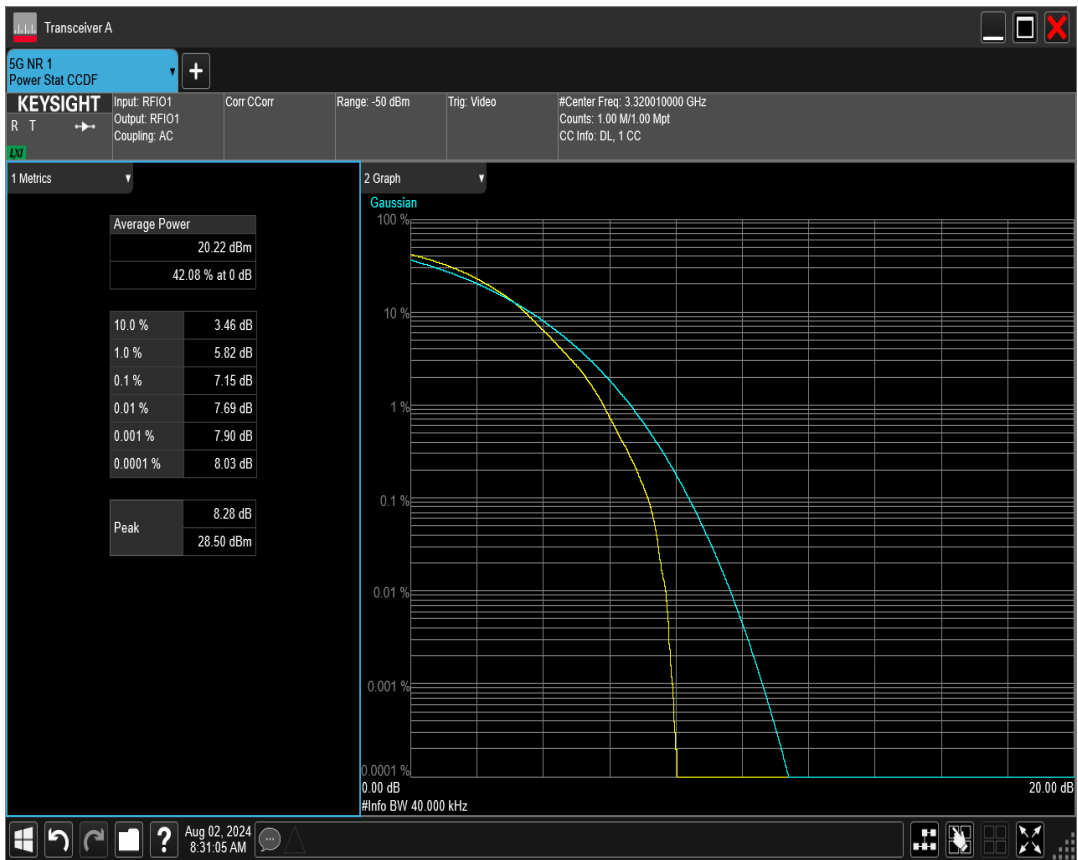 Transceiver A
5G NR 1
Power Stat CCDF
KEYSIGHT
R T
LXI
Input: RFIO1
Output: RFIO1
Coupling: AC
Corr CCorr
Range: -50 dBm
Trig: Video
#Center Freq: 3.320010000 GHz
Counts: 1.00 M/1.00 Mpt
CC Info: DL, 1 CC
1 Metrics
Average Power
20.22 dBm
42.08 % at 0 dB
10.0 % 3.46 dB
1.0 % 5.82 dB
0.1 % 7.15 dB
0.01 % 7.69 dB
0.001 % 7.90 dB
0.0001 % 8.03 dB
Peak 8.28 dB
28.50 dBm
2 Graph
Gaussian
100 %
10 %
1 %
0.1 %
0.01 %
0.001 %
0.0001 %
0.00 dB 20.00 dB
#Info BW 40.000 kHz
? Aug 02, 2024
8:31:05 AM